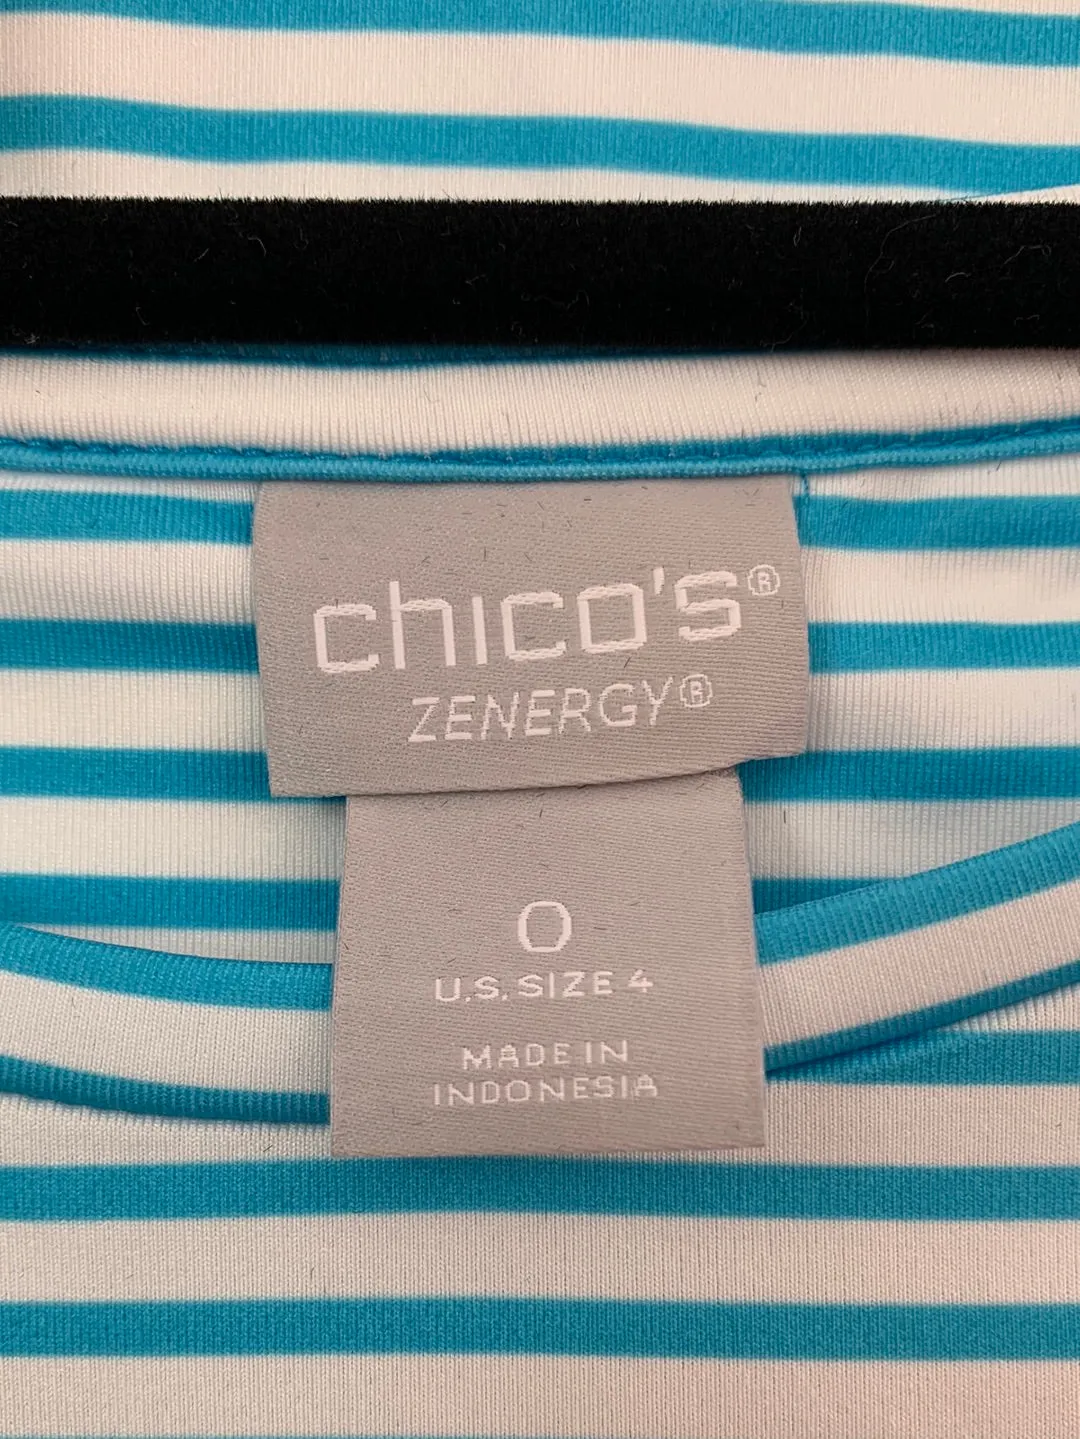 chico's®
ZENERGY®
0
U.S. SIZE 4
MADE IN
INDONESIA